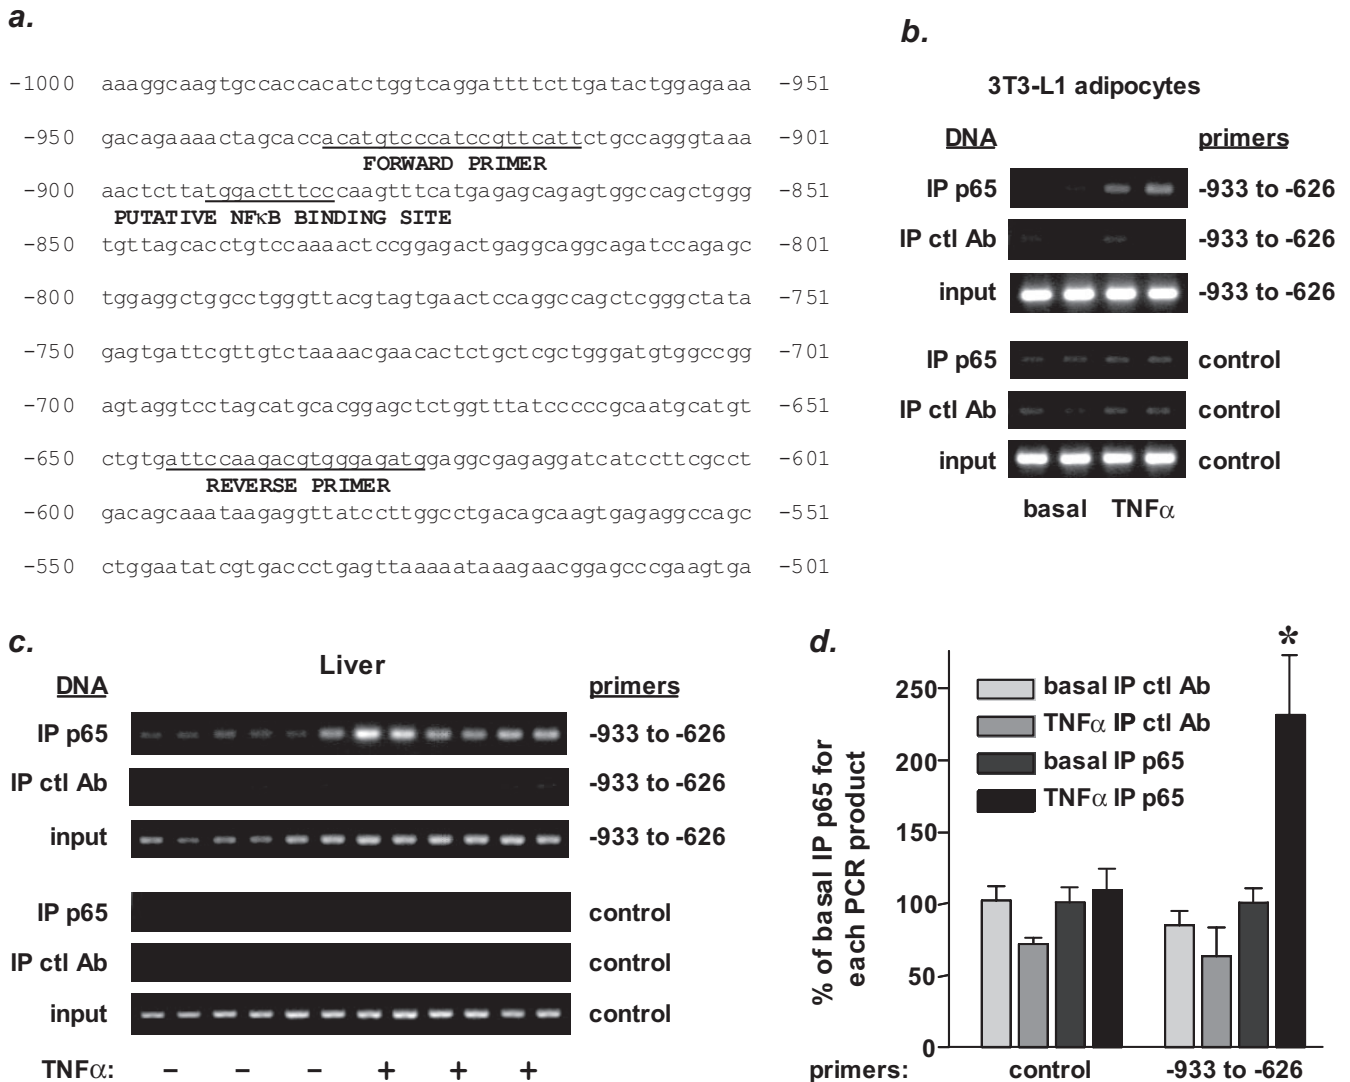 a.
-1000 aaaggcaagtgccaccacatctggtcaggattttcttgatactggagaaa -951
-950 gacagaaaactagcaccacatgtcccatccgttcattctgccagggtaaa -901
FORWARD PRIMER
-900 aactcttatggactttcccaagtttcatgagagcagagtggccagctggg -851
PUTATIVE NFκB BINDING SITE
-850 tgttagcacctgtccaaaactccggagactgaggcaggcagatccagagc -801
-800 tggaggctggcctgggttacgtagtgaactccaggccagctcgggctata -751
-750 gagtgattcgttgtctaaaacgaacactctgctcgctgggatgtggccgg -701
-700 agtaggtcctagcatgcacggagctctggtttatcccccgcaatgcatgt -651
-650 ctgtgattccaagacgtgggagatggaggcgagaggatcatccttcgcct -601
REVERSE PRIMER
-600 gacagcaaataagaggttatccttggcctgacagcaagtgagaggccagc -551
-550 ctggaatatcgtgaccctgagttaaaaataaagaacggagcccgaagtga -501
b.
3T3-L1 adipocytes
DNA primers
IP p65 -933 to -626
IP ctl Ab -933 to -626
input -933 to -626
IP p65 control
IP ctl Ab control
input control
basal TNFα
c.
Liver
DNA primers
IP p65 -933 to -626
IP ctl Ab -933 to -626
input -933 to -626
IP p65 control
IP ctl Ab control
input control
TNFα: – – – + + +
d.
% of basal IP p65 for
each PCR product
250
200
150
100
50
0
*
basal IP ctl Ab
TNFα IP ctl Ab
basal IP p65
TNFα IP p65
primers: control -933 to -626